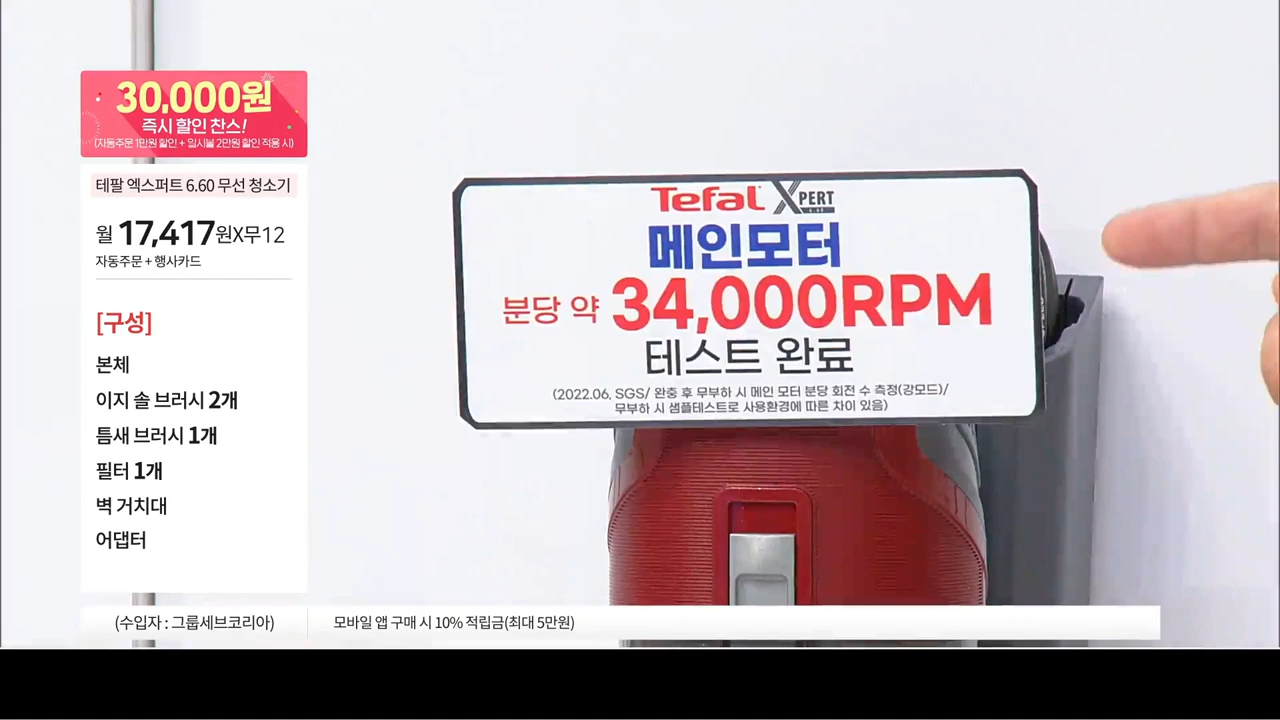 30,000원
즉시 할인 찬스!
(자동주문 1만원 할인 + 일시불 2만원 할인 적용 시)
테팔 엑스퍼트 6.60 무선 청소기
월 17,417원X무12
자동주문 + 행사카드
[구성]
본체
이지 솔 브러시 2개
틈새 브러시 1개
필터 1개
벽 거치대
어댑터
Tefal XPERT
메인모터
분당 약 34,000RPM
테스트 완료
(2022.06, SGS/ 완충 후 무부하 시 메인 모터 분당 회전 수 측정(강모드)/
무부하 시 샘플테스트로 사용환경에 따른 차이 있음)
(수입자 : 그룹세브코리아)
모바일 앱 구매 시 10% 적립금(최대 5만원)